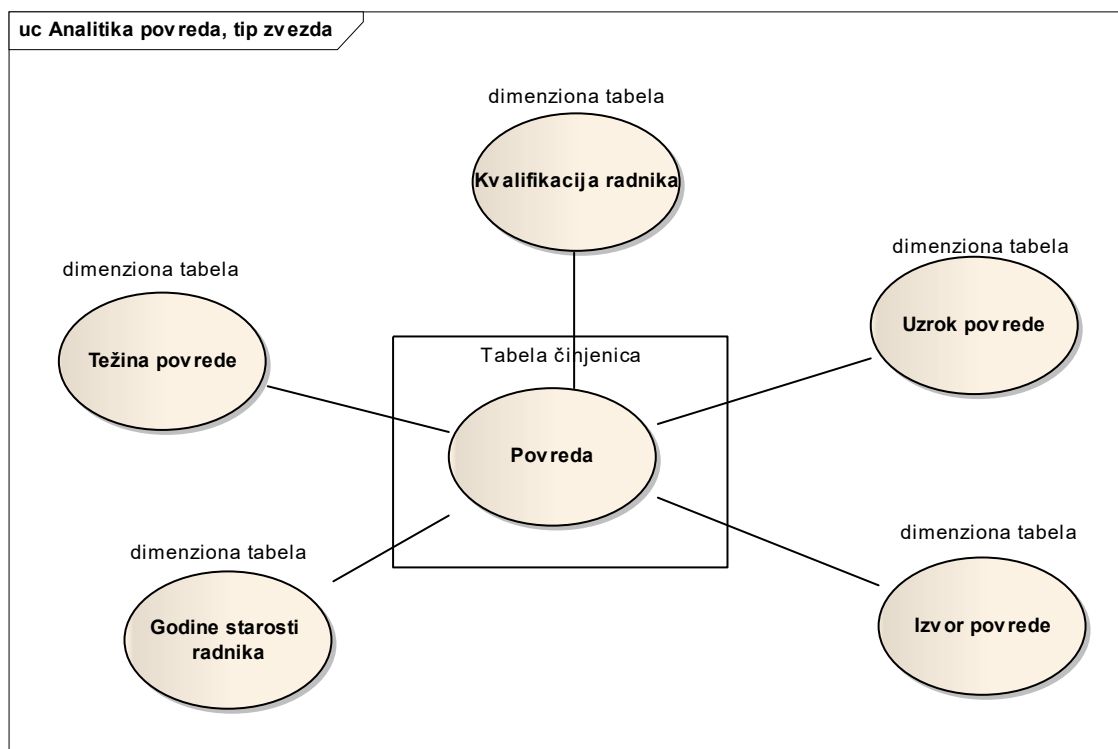 uc Analitika povreda, tip zvezda
dimenziona tabela
Kvalifikacija radnika
dimenziona tabela
Uzrok povrede
dimenziona tabela
Težina povrede
Tabela činjenica
Povreda
dimenziona tabela
Izvor povrede
dimenziona tabela
Godine starosti
radnika